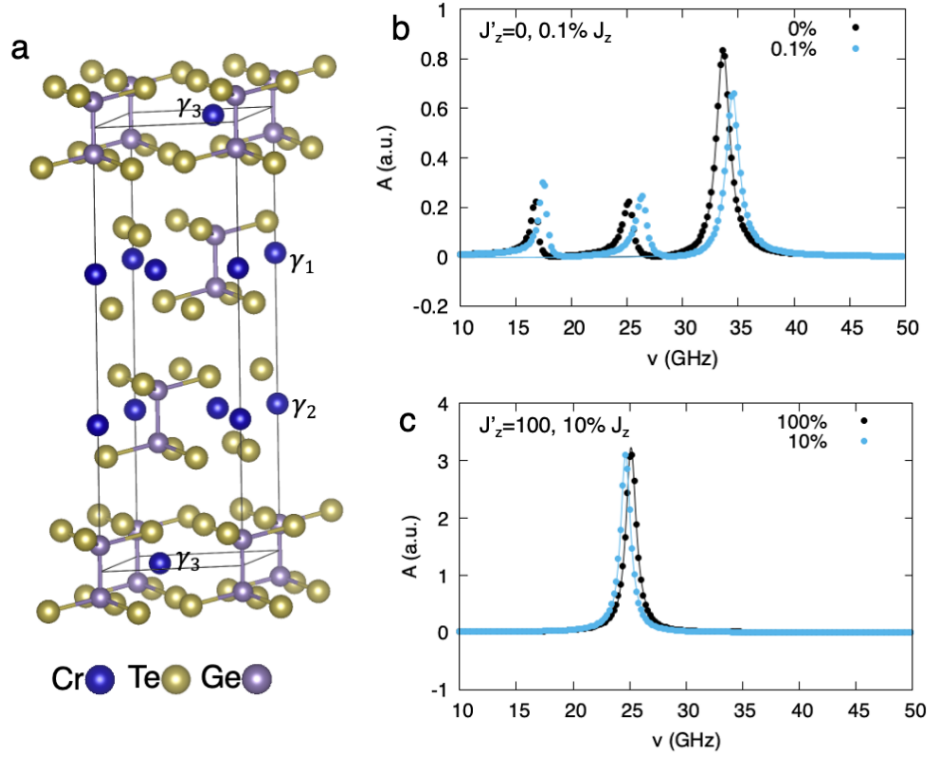 a
γ₃
γ₁
γ₂
γ₃
Cr Te Ge
b
J'z=0, 0.1% Jz
0%
0.1%
1
0.8
0.6
0.4
0.2
0
-0.2
A (a.u.)
10 15 20 25 30 35 40 45 50
ν (GHz)
c
J'z=100, 10% Jz
100%
10%
4
3
2
1
0
-1
A (a.u.)
10 15 20 25 30 35 40 45 50
ν (GHz)